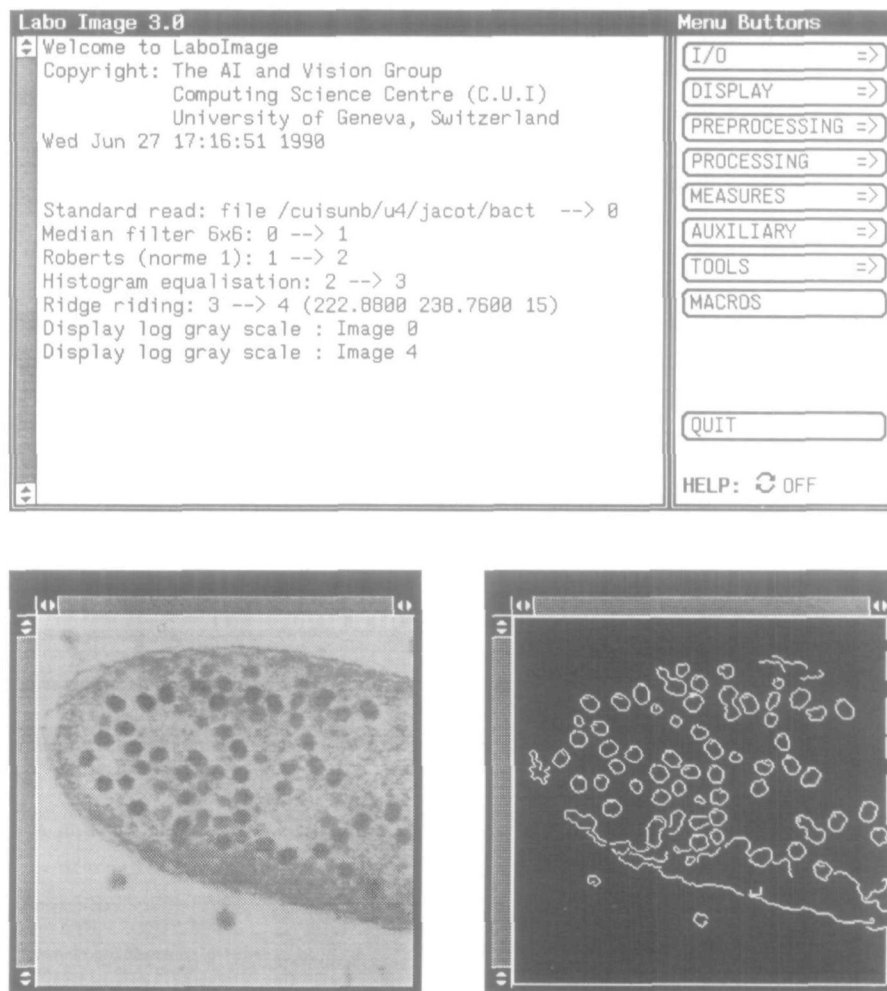 Labo Image 3.0
Welcome to LaboImage
Copyright: The AI and Vision Group
Computing Science Centre (C.U.I)
University of Geneva, Switzerland
Wed Jun 27 17:16:51 1990
Standard read: file /cuisunb/u4/jacot/bact --> 0
Median filter 6x6: 0 --> 1
Roberts (norme 1): 1 --> 2
Histogram equalisation: 2 --> 3
Ridge riding: 3 --> 4 (222.8800 238.7600 15)
Display log gray scale : Image 0
Display log gray scale : Image 4
Menu Buttons
I/O =>
DISPLAY =>
PREPROCESSING =>
PROCESSING =>
MEASURES =>
AUXILIARY =>
TOOLS =>
MACROS
QUIT
HELP: OFF